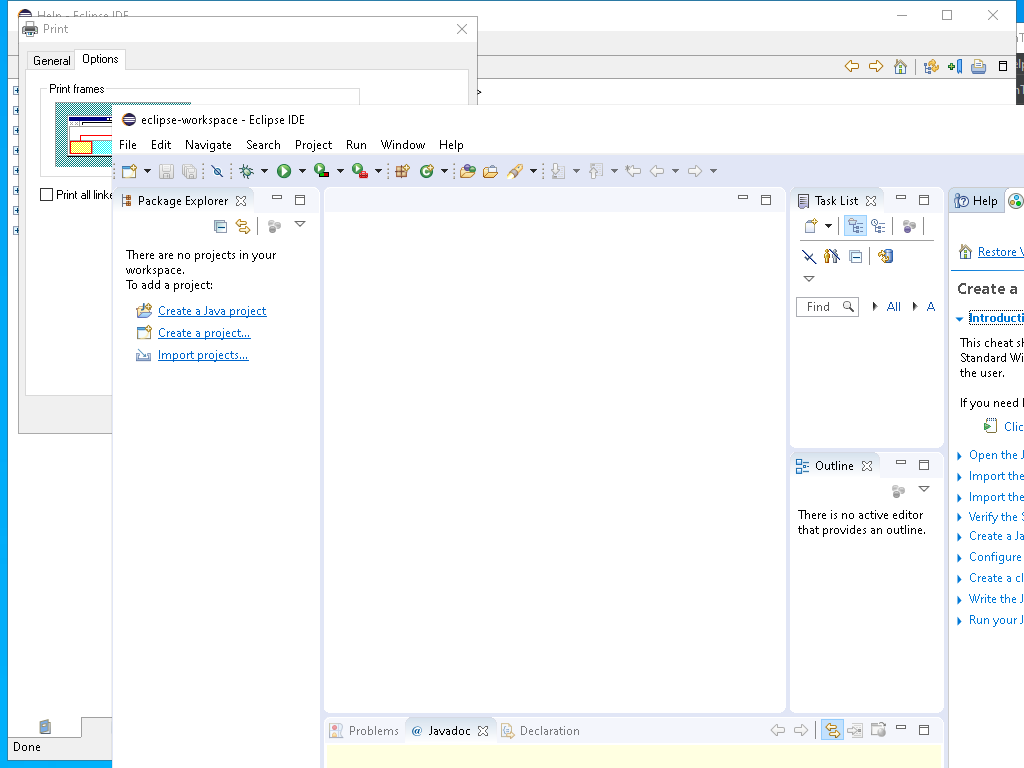 Help - Eclipse IDE
Print
General
Options
Print frames
Print all linke
Done
eclipse-workspace - Eclipse IDE
File Edit Navigate Search Project Run Window Help
Package Explorer
There are no projects in your
workspace.
To add a project:
Create a Java project
Create a project...
Import projects...
Task List
Find
All
A
Outline
There is no active editor
that provides an outline.
Help
Restore V
Create a
Introducti
This cheat sh
Standard Wi
the user.
If you need
Clic
Open the J
Import the
Import the
Verify the S
Create a Ja
Configure
Create a cl
Write the J
Run your J
Problems
@ Javadoc
Declaration